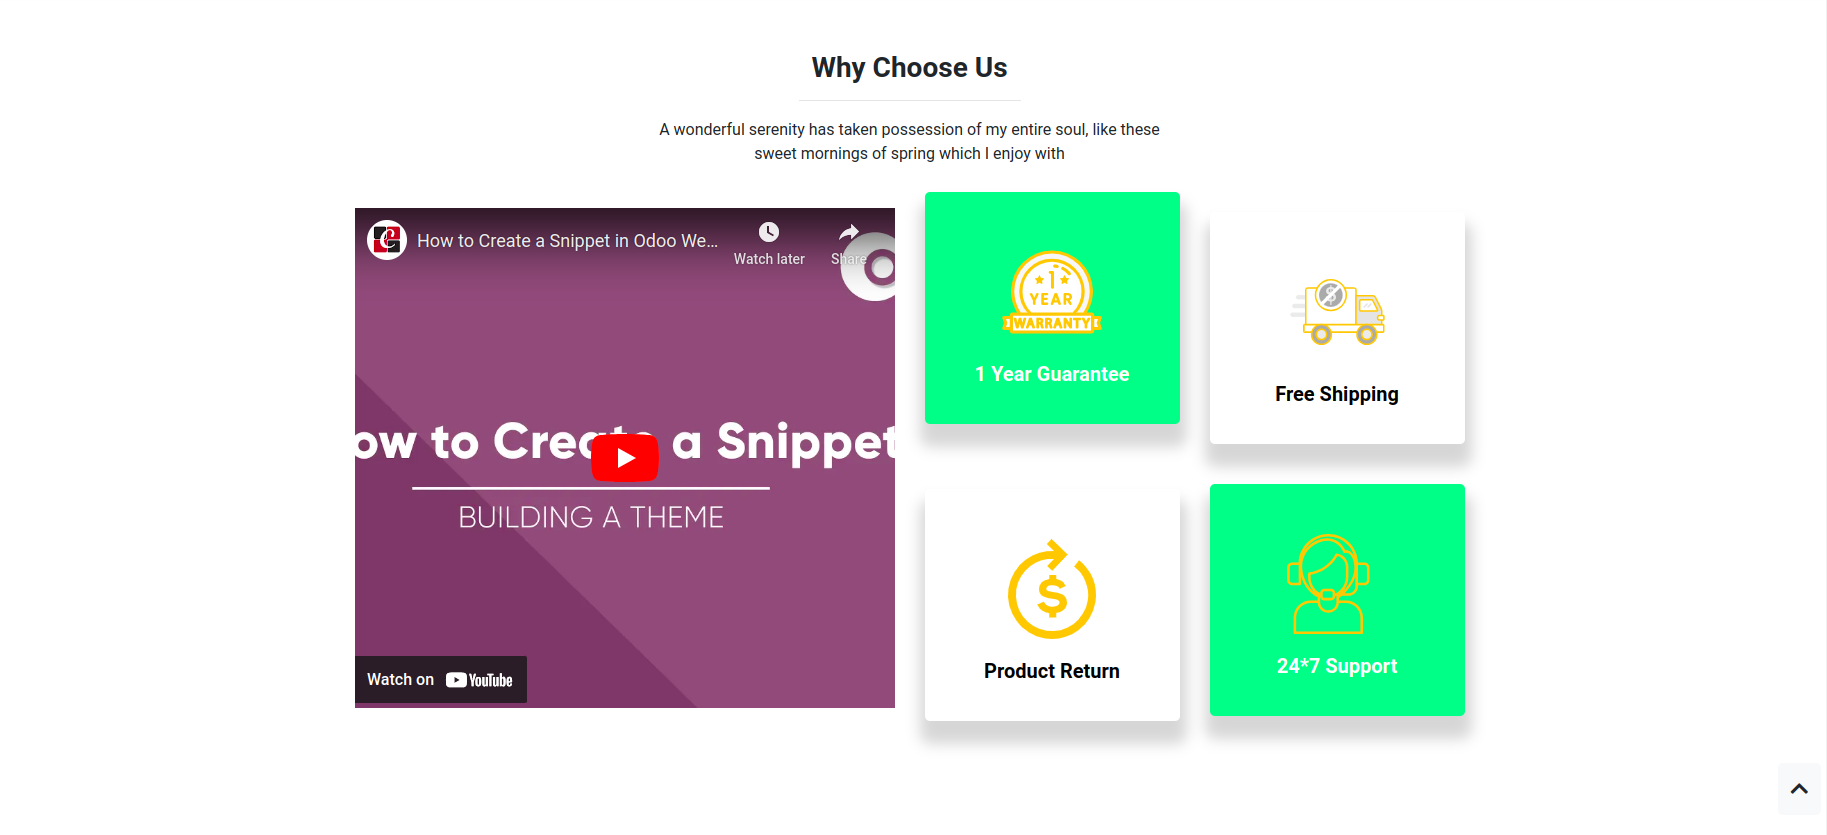 Why Choose Us
A wonderful serenity has taken possession of my entire soul, like these
sweet mornings of spring which I enjoy with
How to Create a Snippet in Odoo We...
Watch later
Share
ow to Create a Snippet
BUILDING A THEME
Watch on YouTube
1
YEAR
WARRANTY
1 Year Guarantee
$
Free Shipping
$
Product Return
24*7 Support